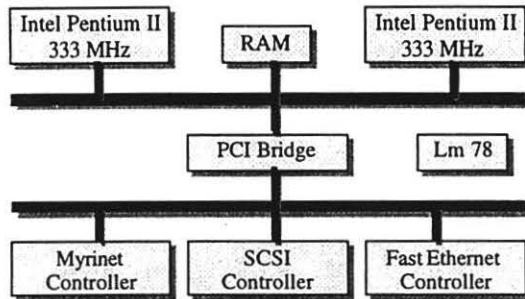 Intel Pentium II
333 MHz
RAM
Intel Pentium II
333 MHz
PCI Bridge
Lm 78
Myrinet
Controller
SCSI
Controller
Fast Ethernet
Controller